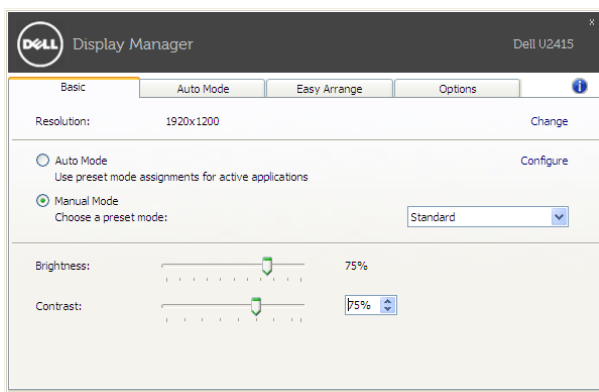 x
DELL Display Manager Dell U2415
Basic Auto Mode Easy Arrange Options i
Resolution: 1920x1200 Change
Auto Mode Configure
Use preset mode assignments for active applications
Manual Mode
Choose a preset mode: Standard
Brightness: 75%
Contrast: 75%